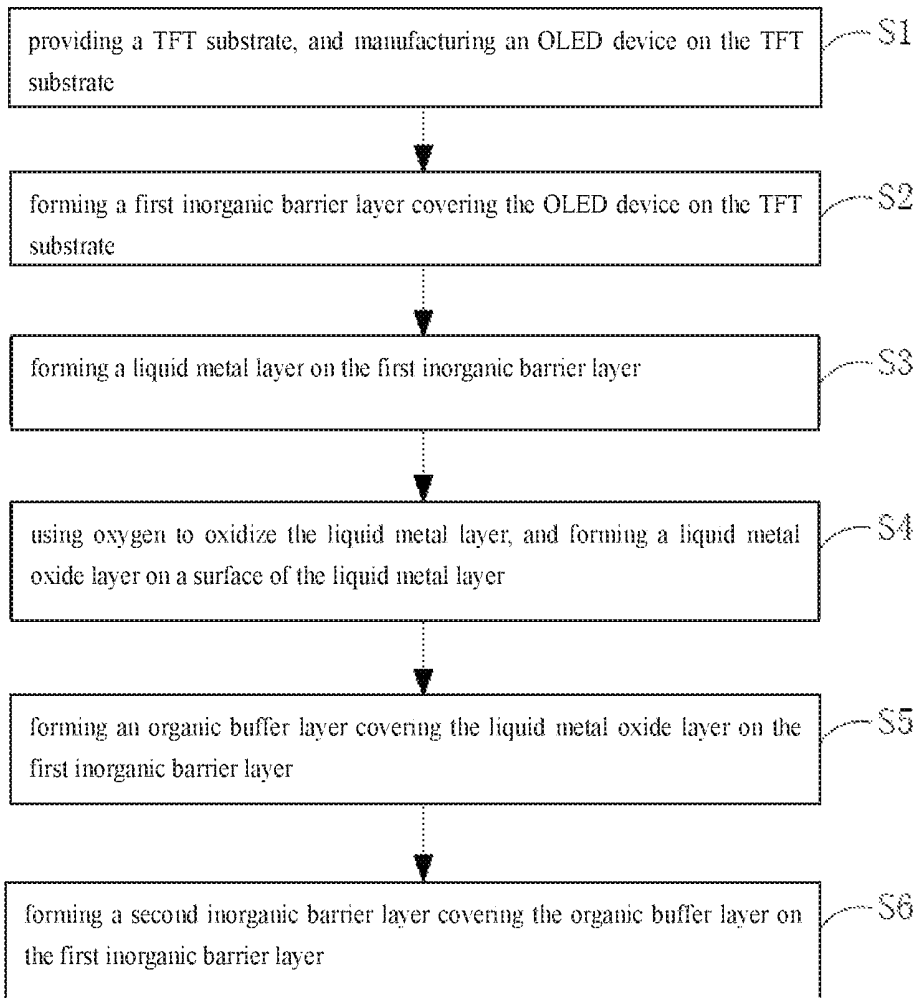 providing a TFT substrate, and manufacturing an OLED device on the TFT
substrate
S1
forming a first inorganic barrier layer covering the OLED device on the TFT
substrate
S2
forming a liquid metal layer on the first inorganic barrier layer
S3
using oxygen to oxidize the liquid metal layer, and forming a liquid metal
oxide layer on a surface of the liquid metal layer
S4
forming an organic buffer layer covering the liquid metal oxide layer on the
first inorganic barrier layer
S5
forming a second inorganic barrier layer covering the organic buffer layer on
the first inorganic barrier layer
S6